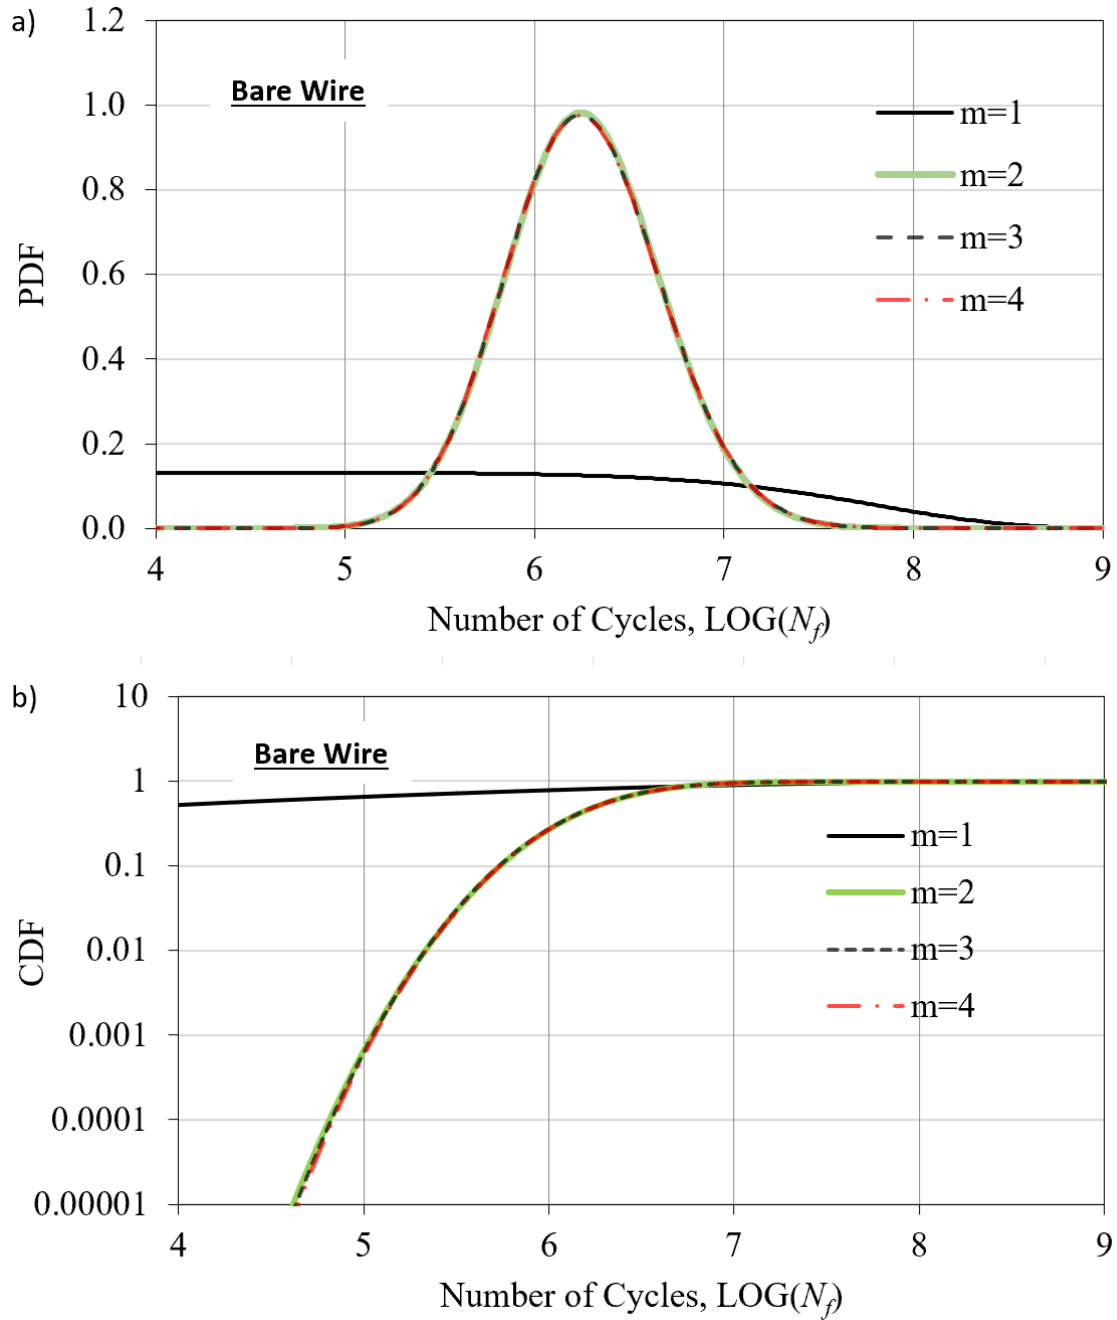 a)
1.2
1.0
0.8
0.6
0.4
0.2
0.0
PDF
Bare Wire
m=1
m=2
m=3
m=4
4 5 6 7 8 9
Number of Cycles, LOG(N_f)
b)
10
1
0.1
0.01
0.001
0.0001
0.00001
CDF
Bare Wire
m=1
m=2
m=3
m=4
4 5 6 7 8 9
Number of Cycles, LOG(N_f)